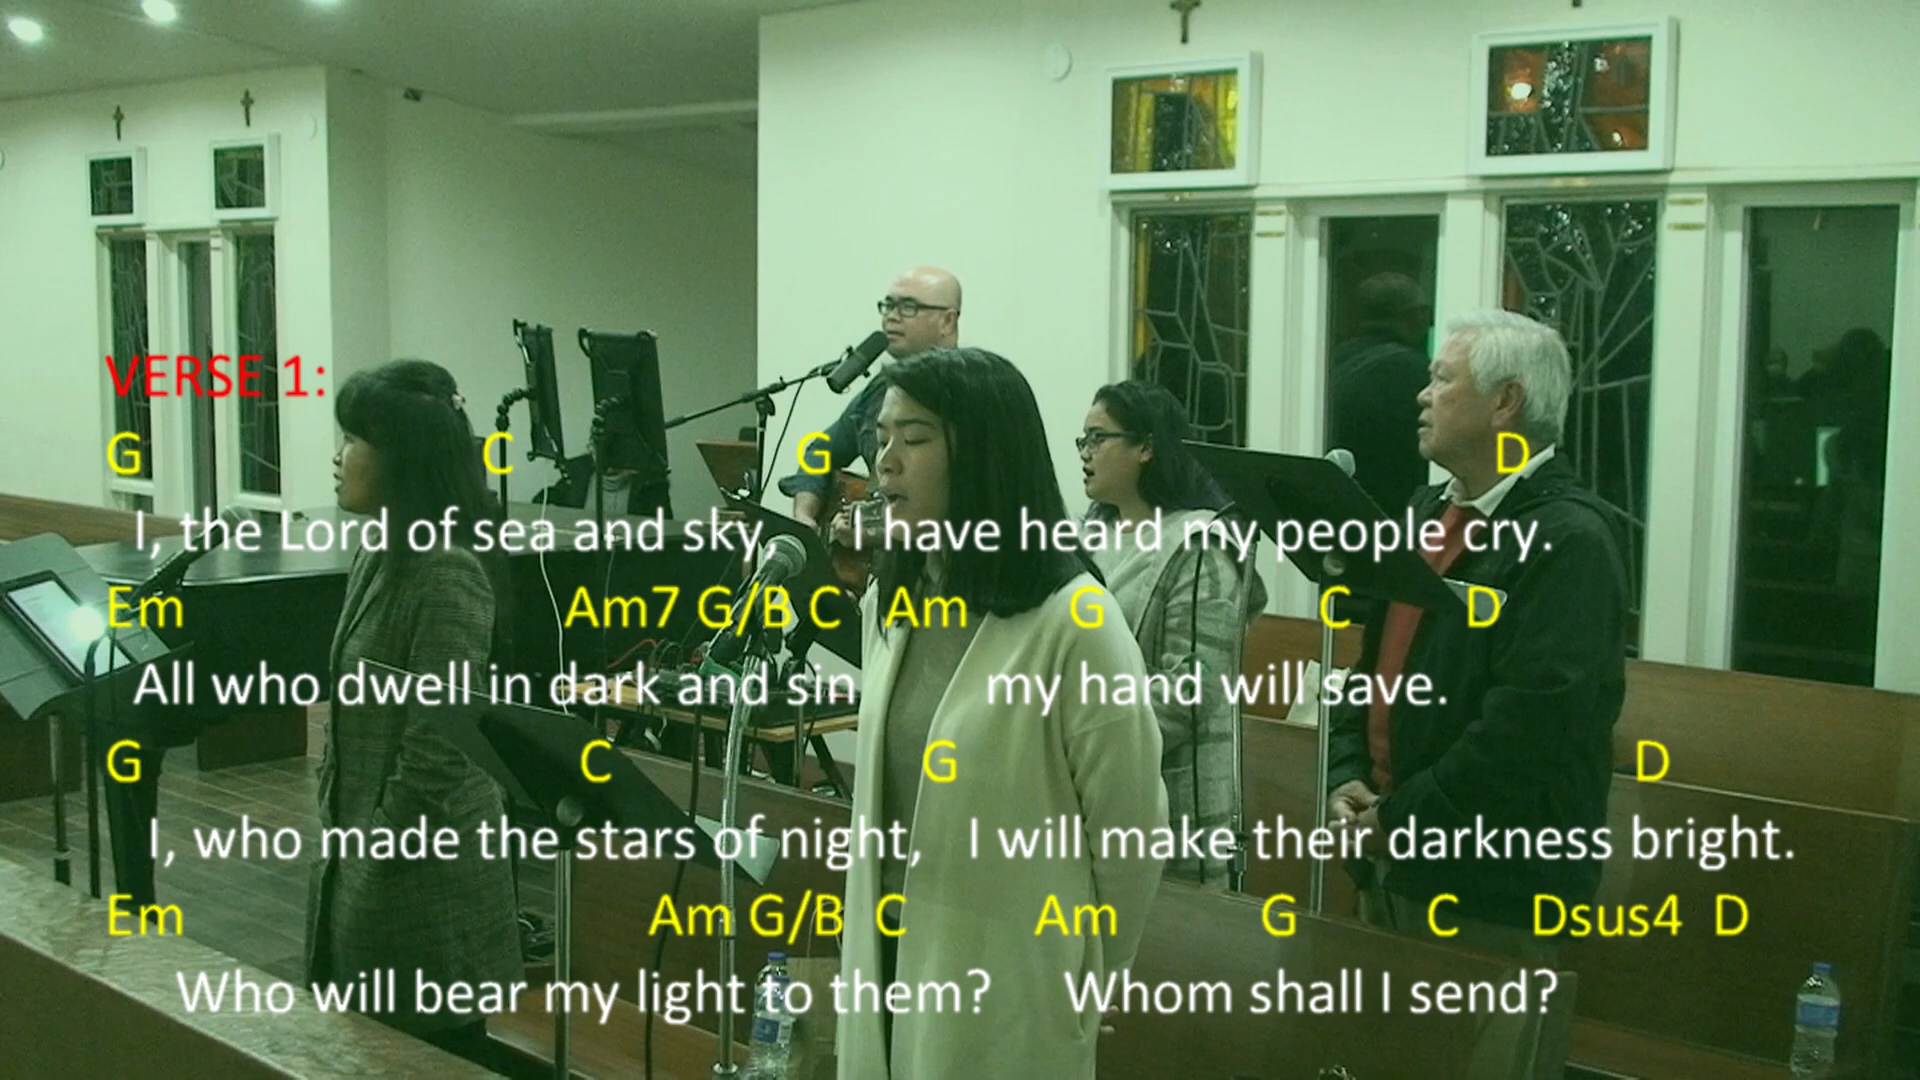 VERSE 1:
G C G D
I, the Lord of sea and sky, I have heard my people cry.
Em Am7 G/B C Am G C D
All who dwell in dark and sin my hand will save.
G C G D
I, who made the stars of night, I will make their darkness bright.
Em Am G/B C Am G C Dsus4 D
Who will bear my light to them? Whom shall I send?